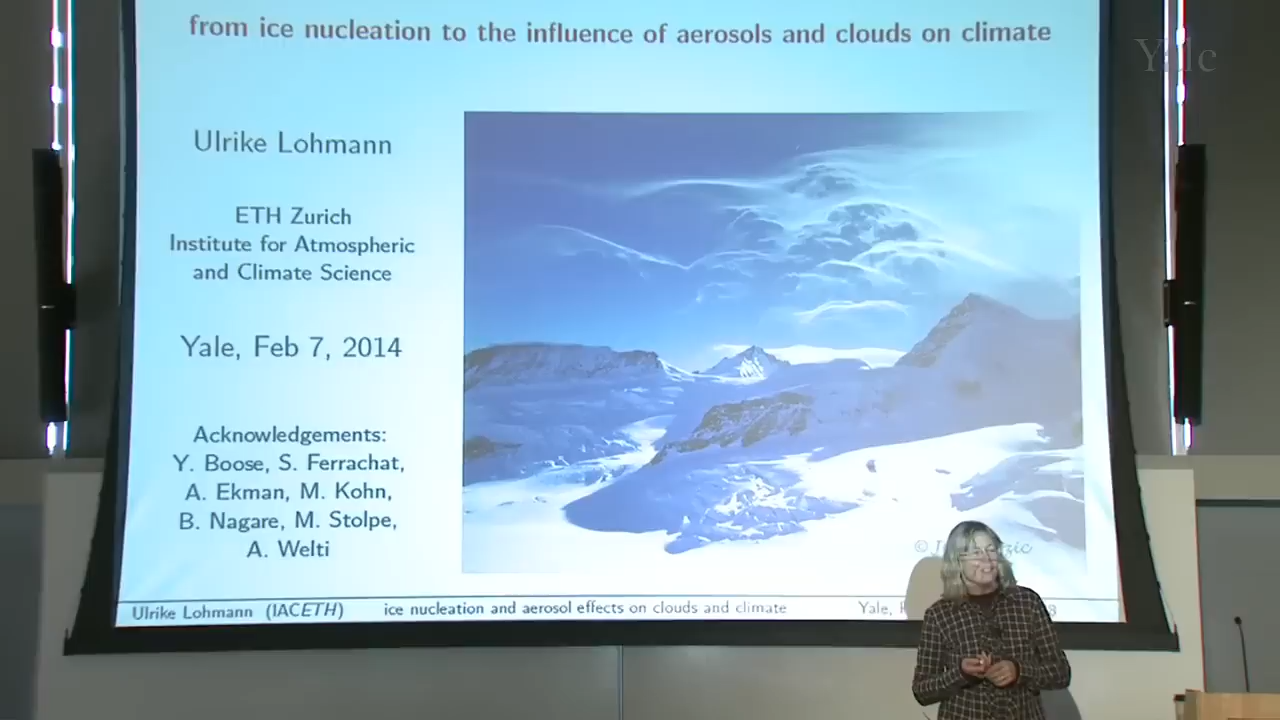 from ice nucleation to the influence of aerosols and clouds on climate
Yale
Ulrike Lohmann
ETH Zurich
Institute for Atmospheric
and Climate Science
Yale, Feb 7, 2014
Acknowledgements:
Y. Boose, S. Ferrachat,
A. Ekman, M. Kohn,
B. Nagare, M. Stolpe,
A. Welti
©
Ulrike Lohmann (IACETH) ice nucleation and aerosol effects on clouds and climate Yale, 8